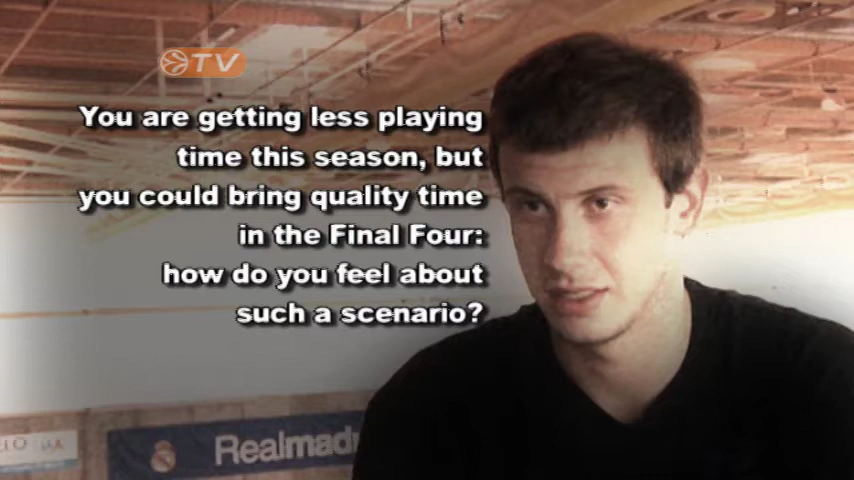 TV
You are getting less playing
time this season, but
you could bring quality time
in the Final Four:
how do you feel about
such a scenario?
Realmad